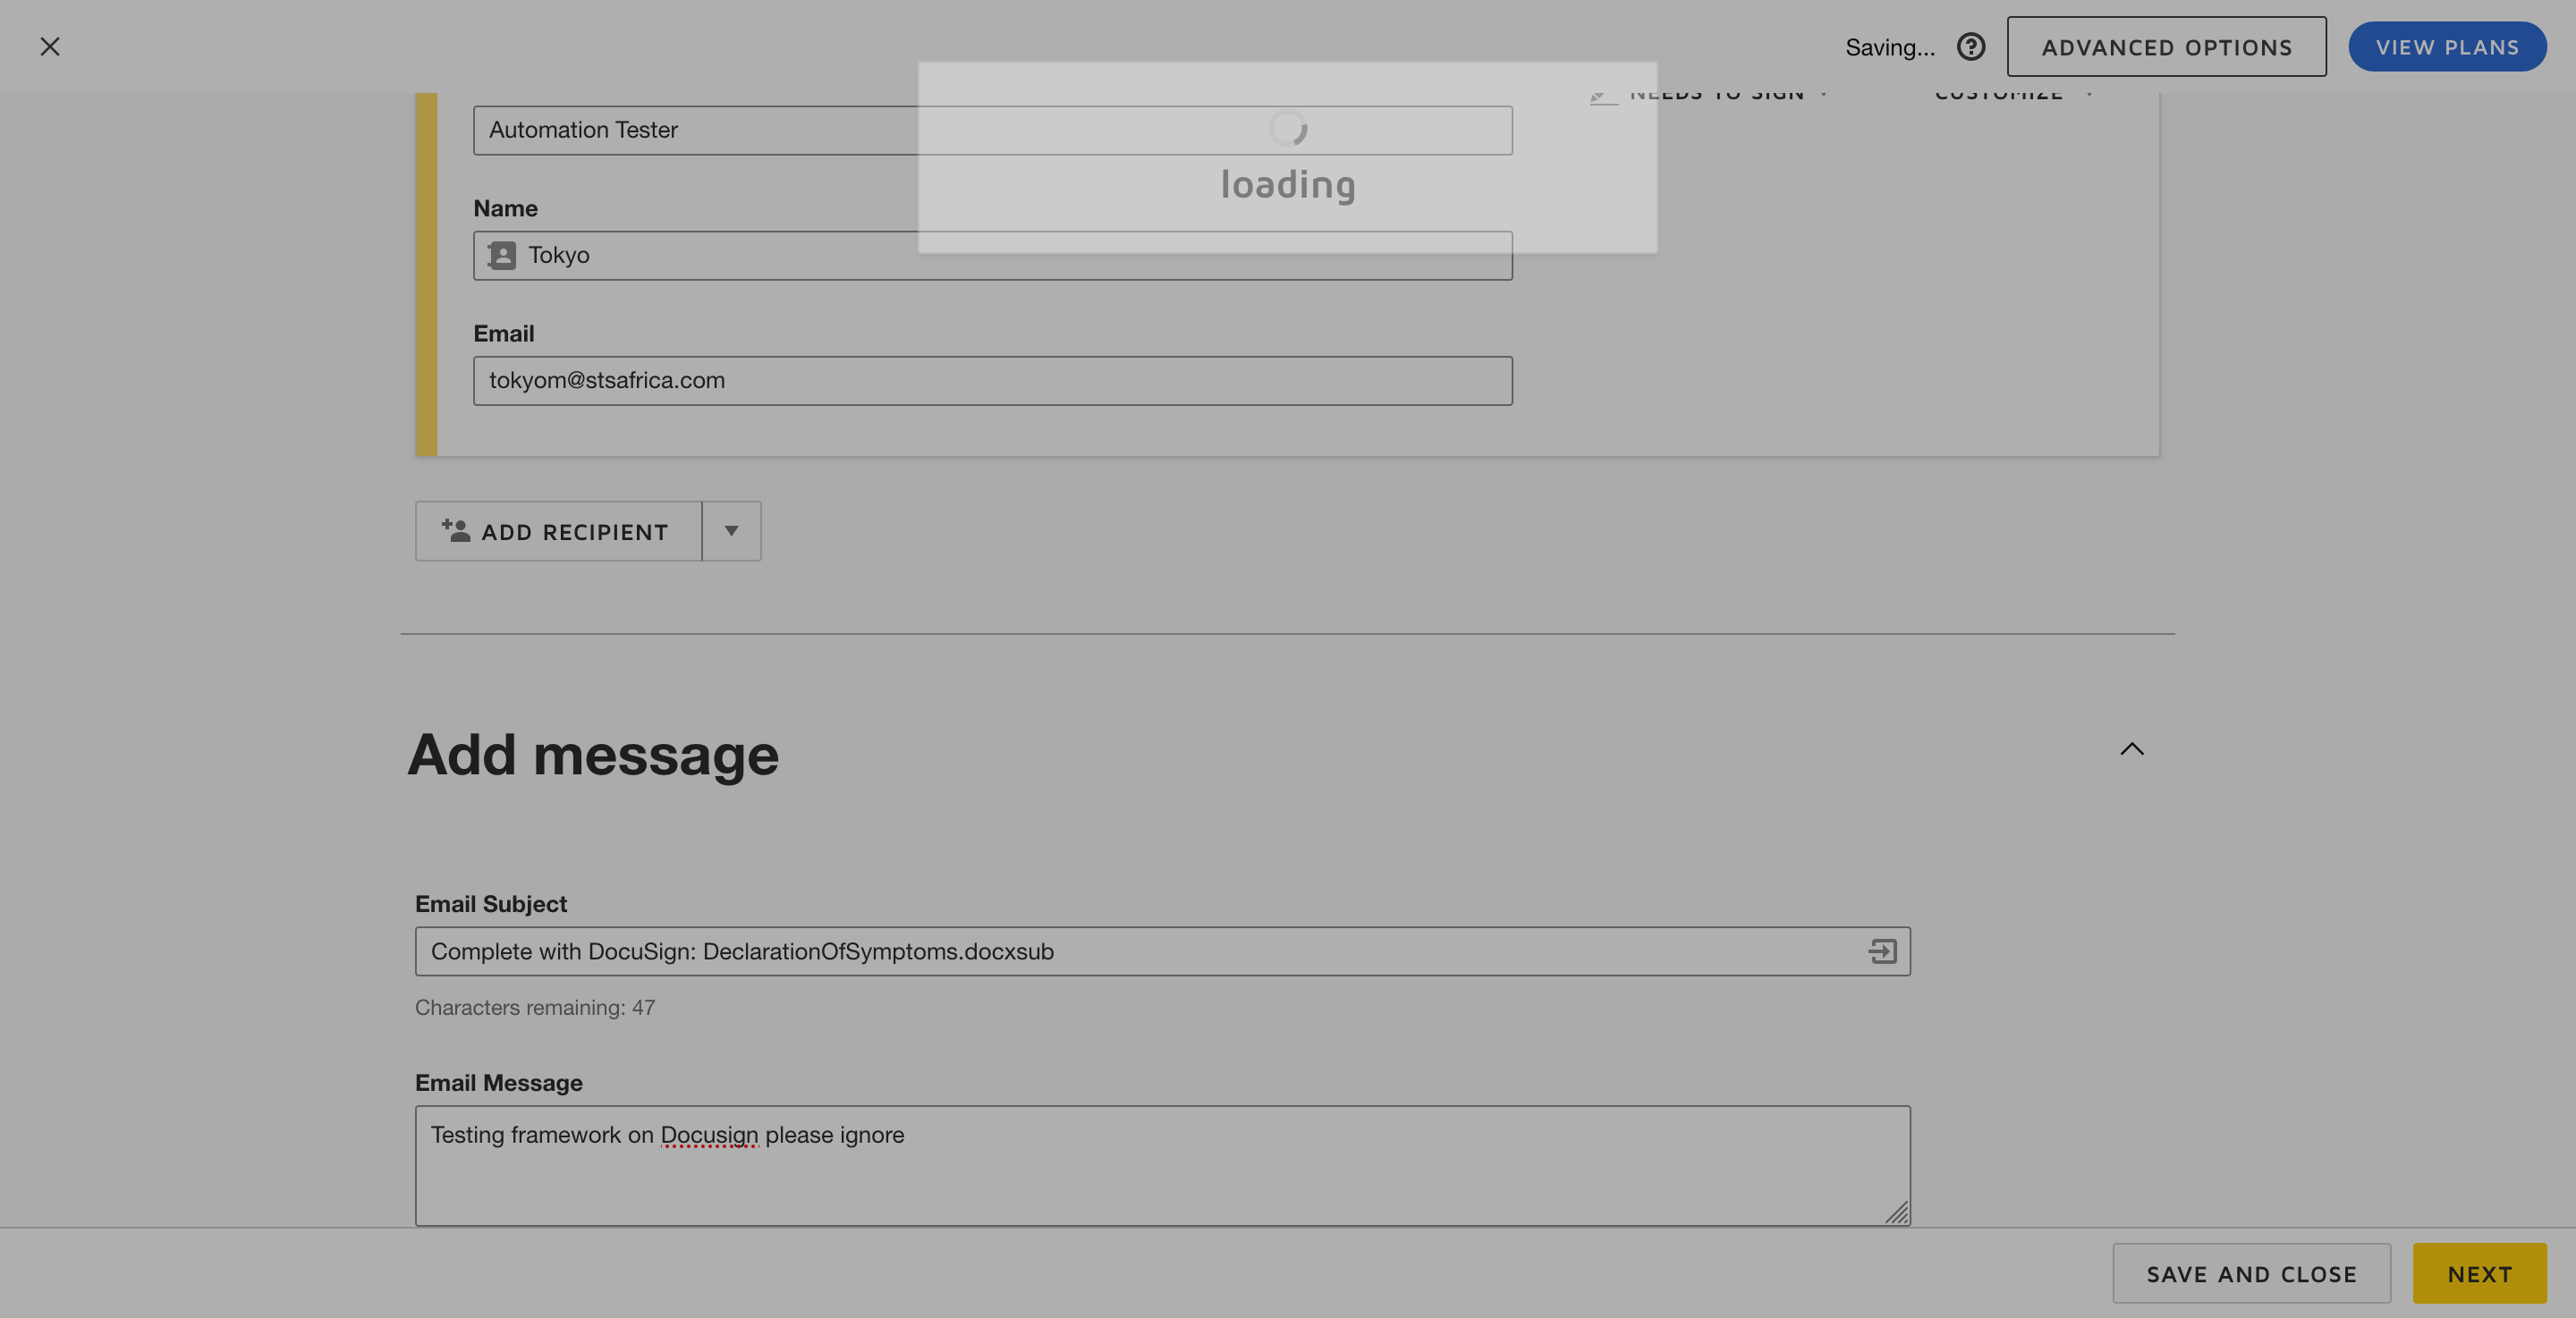 Saving...
ADVANCED OPTIONS
VIEW PLANS
NEEDS TO SIGN
CUSTOMIZE
Automation Tester
loading
Name
Tokyo
Email
tokyom@stsafrica.com
ADD RECIPIENT
Add message
Email Subject
Complete with DocuSign: DeclarationOfSymptoms.docxsub
Characters remaining: 47
Email Message
Testing framework on Docusign please ignore
SAVE AND CLOSE
NEXT